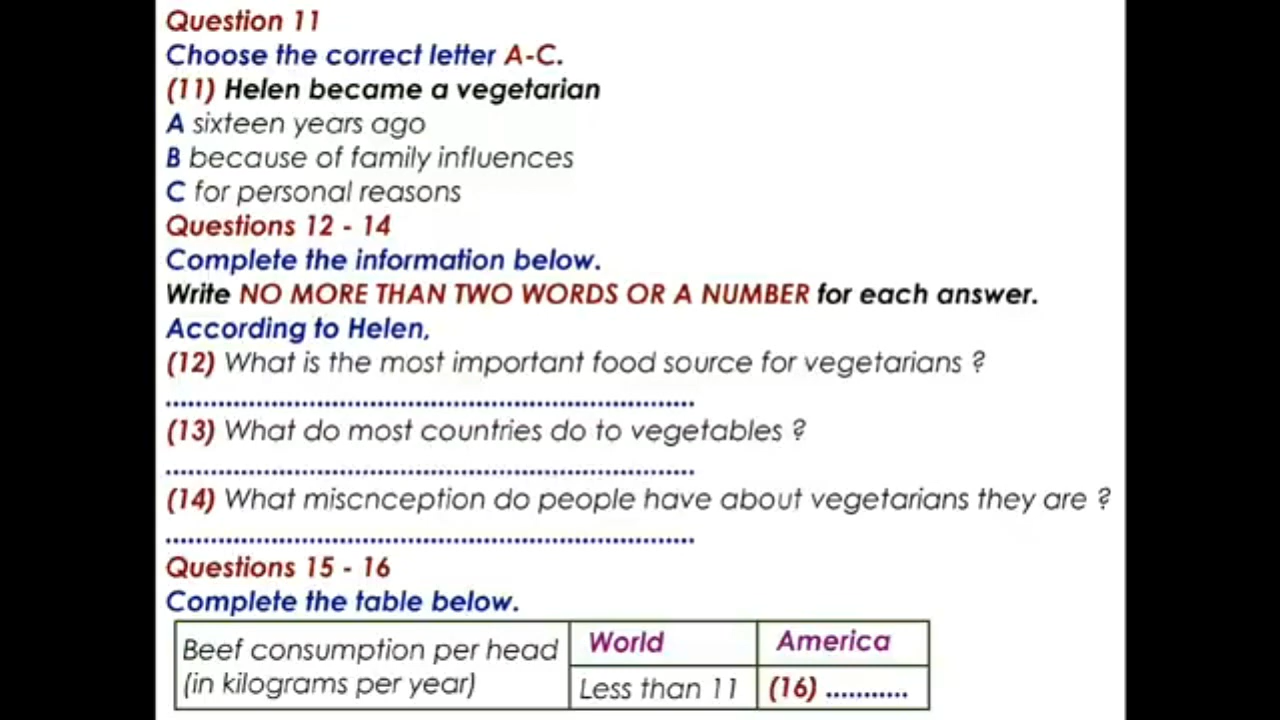 Question 11
Choose the correct letter A-C.
(11) Helen became a vegetarian
A sixteen years ago
B because of family influences
C for personal reasons
Questions 12 - 14
Complete the information below.
Write NO MORE THAN TWO WORDS OR A NUMBER for each answer.
According to Helen,
(12) What is the most important food source for vegetarians ?
................................................................
(13) What do most countries do to vegetables ?
................................................................
(14) What miscnception do people have about vegetarians they are ?
................................................................
Questions 15 - 16
Complete the table below.
Beef consumption per head World America
(in kilograms per year) Less than 11 (16) ...........